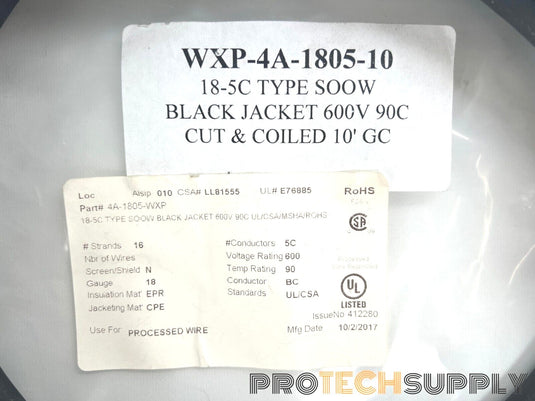 WXP-4A-1805-10
18-5C TYPE SOOW
BLACK JACKET 600V 90C
CUT & COILED 10' GC
Loc Alsip 010 CSA# LL81555 UL# E76885 RoHS
Part# 4A-1805-WXP
18-5C TYPE SOOW BLACK JACKET 600V 90C UL/CSA/MSHA/ROHS
# Strands 16 #Conductors 5C
Nbr of Wires Voltage Rating 600
Screen/Shield N Temp Rating 90
Gauge 18 Conductor BC
Insulation Mat' EPR Standards UL/CSA
Jacketing Mat' CPE
UL
LISTED
IssueNo 412280
Use For PROCESSED WIRE Mfg Date 10/2/2017
PROTECHSUPPLY